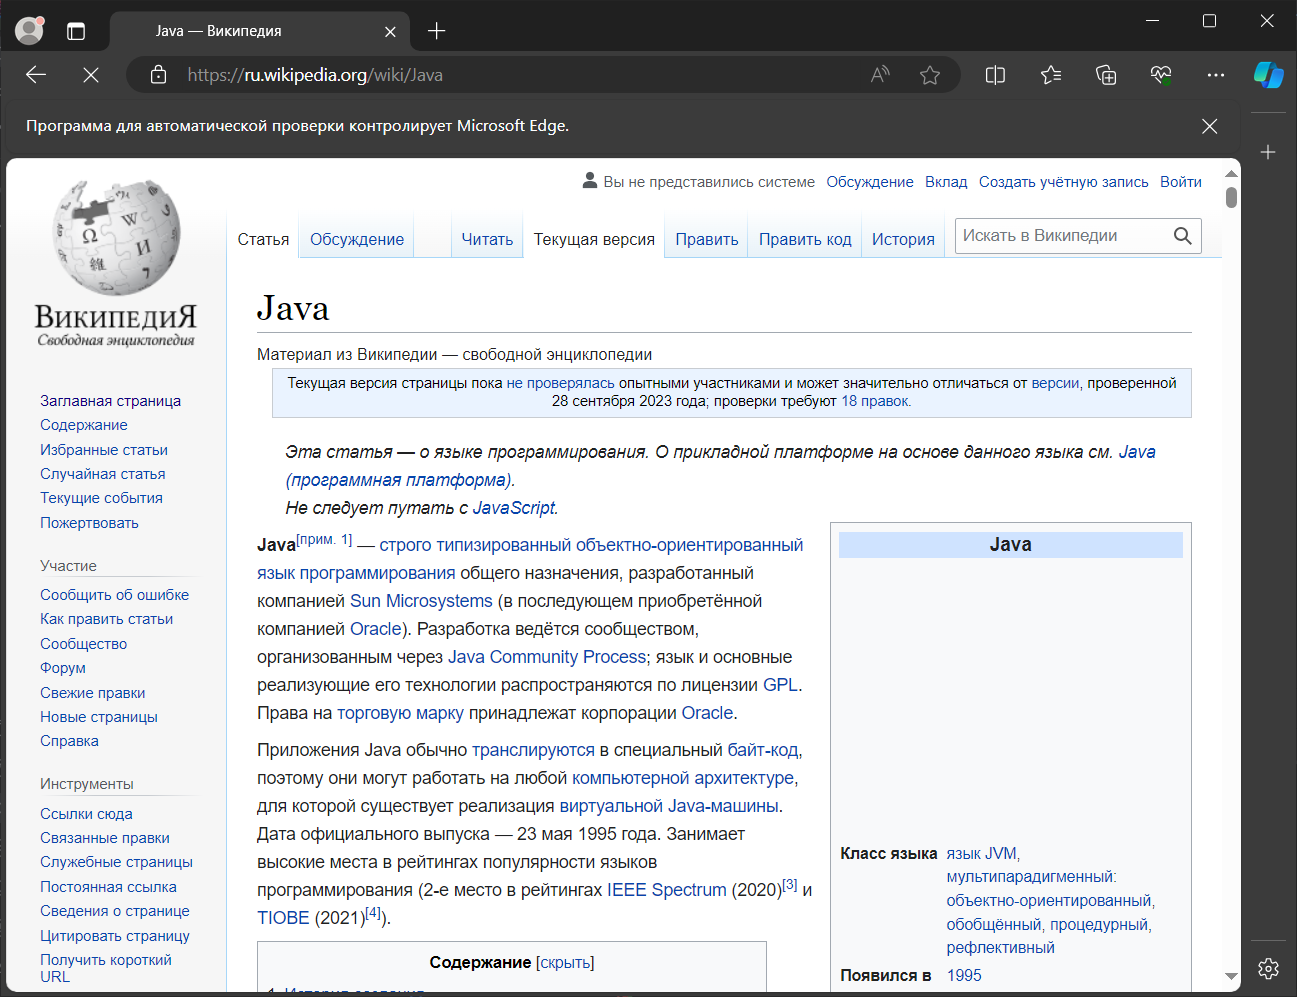 Java — Википедия
https://ru.wikipedia.org/wiki/Java
Программа для автоматической проверки контролирует Microsoft Edge.
Вы не представились системе Обсуждение Вклад Создать учётную запись Войти
Статья Обсуждение Читать Текущая версия Править Править код История Искать в Википедии
ВикипедиЯ
Свободная энциклопедия
Заглавная страница
Содержание
Избранные статьи
Случайная статья
Текущие события
Пожертвовать
Участие
Сообщить об ошибке
Как править статьи
Сообщество
Форум
Свежие правки
Новые страницы
Справка
Инструменты
Ссылки сюда
Связанные правки
Служебные страницы
Постоянная ссылка
Сведения о странице
Цитировать страницу
Получить короткий
URL
Java
Материал из Википедии — свободной энциклопедии
Текущая версия страницы пока не проверялась опытными участниками и может значительно отличаться от версии, проверенной
28 сентября 2023 года; проверки требуют 18 правок.
Эта статья — о языке программирования. О прикладной платформе на основе данного языка см. Java
(программная платформа).
Не следует путать с JavaScript.
Java[прим. 1] — строго типизированный объектно-ориентированный
язык программирования общего назначения, разработанный
компанией Sun Microsystems (в последующем приобретённой
компанией Oracle). Разработка ведётся сообществом,
организованным через Java Community Process; язык и основные
реализующие его технологии распространяются по лицензии GPL.
Права на торговую марку принадлежат корпорации Oracle.
Приложения Java обычно транслируются в специальный байт-код,
поэтому они могут работать на любой компьютерной архитектуре,
для которой существует реализация виртуальной Java-машины.
Дата официального выпуска — 23 мая 1995 года. Занимает
высокие места в рейтингах популярности языков
программирования (2-е место в рейтингах IEEE Spectrum (2020)[3] и
TIOBE (2021)[4]).
Содержание [скрыть]
Java
Класс языка язык JVM,
мультипарадигменный:
объектно-ориентированный,
обобщённый, процедурный,
рефлективный
Появился в 1995